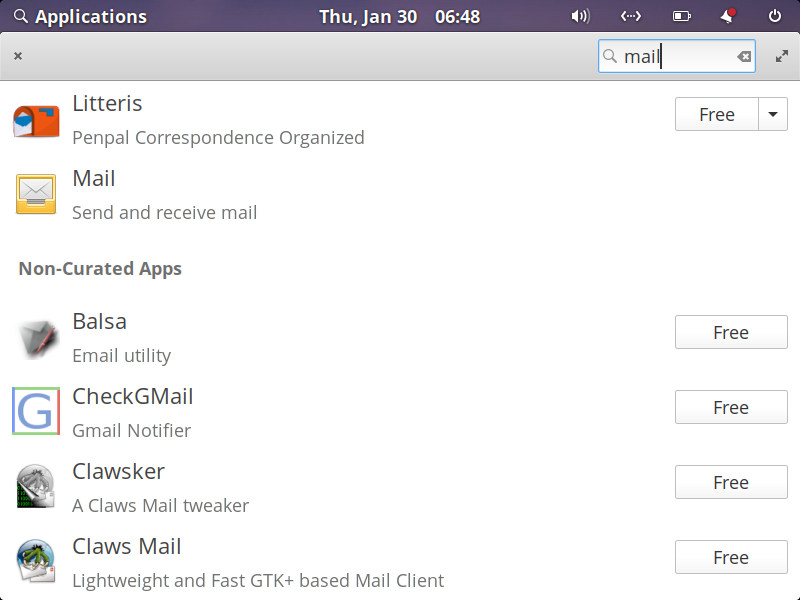 Applications Thu, Jan 30 06:48
mail
Litteris
Free
Penpal Correspondence Organized
Mail
Send and receive mail
Non-Curated Apps
Balsa
Free
Email utility
G
CheckGMail
Free
Gmail Notifier
Clawsker
Free
A Claws Mail tweaker
Claws Mail
Free
Lightweight and Fast GTK+ based Mail Client